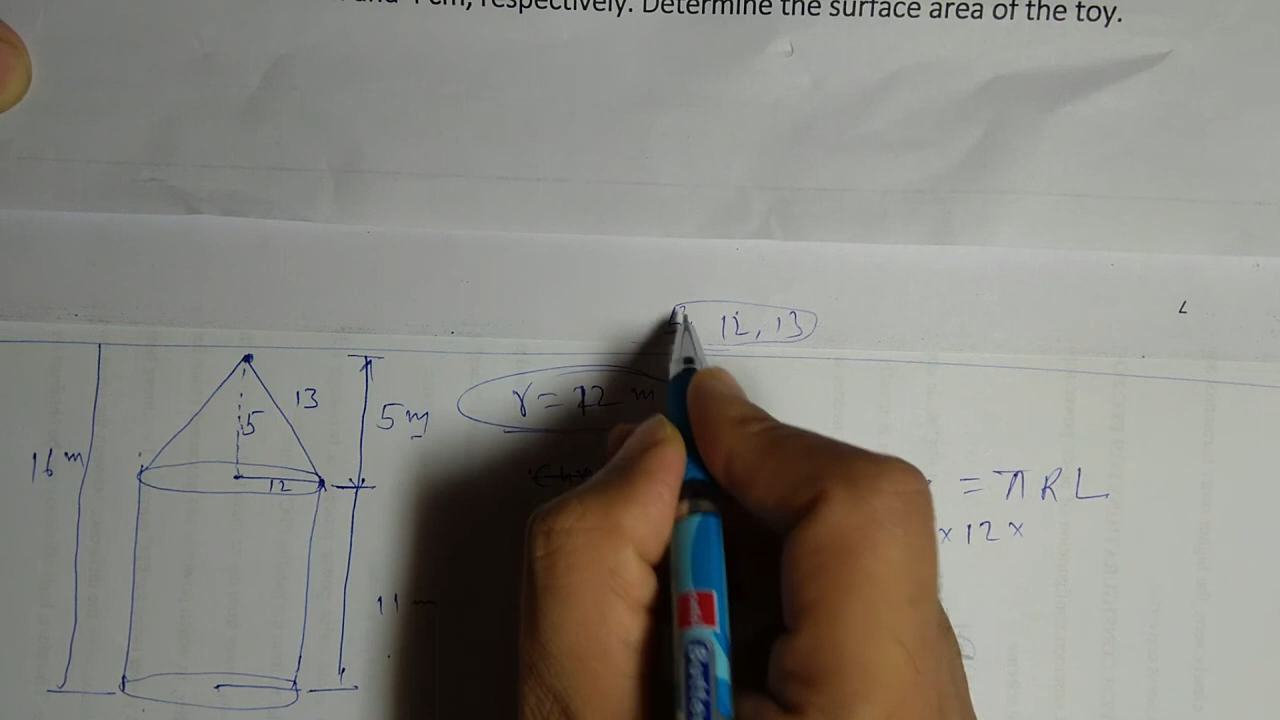 respectively. Determine the surface area of the toy.
12, 13
L
13
5
5m
r = 12 m
16 m
12
= π R L
× 12 ×
11 m